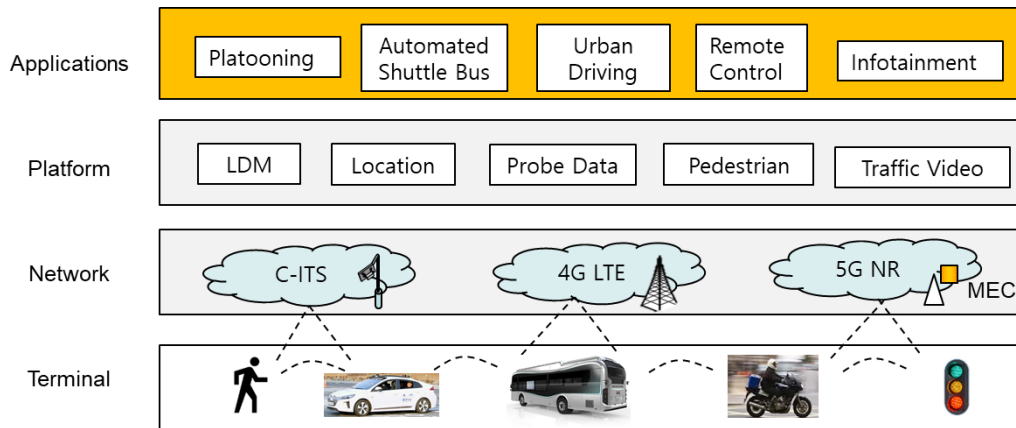 Applications
Platooning
Automated
Shuttle Bus
Urban
Driving
Remote
Control
Infotainment
Platform
LDM
Location
Probe Data
Pedestrian
Traffic Video
Network
C-ITS
4G LTE
5G NR
MEC
Terminal